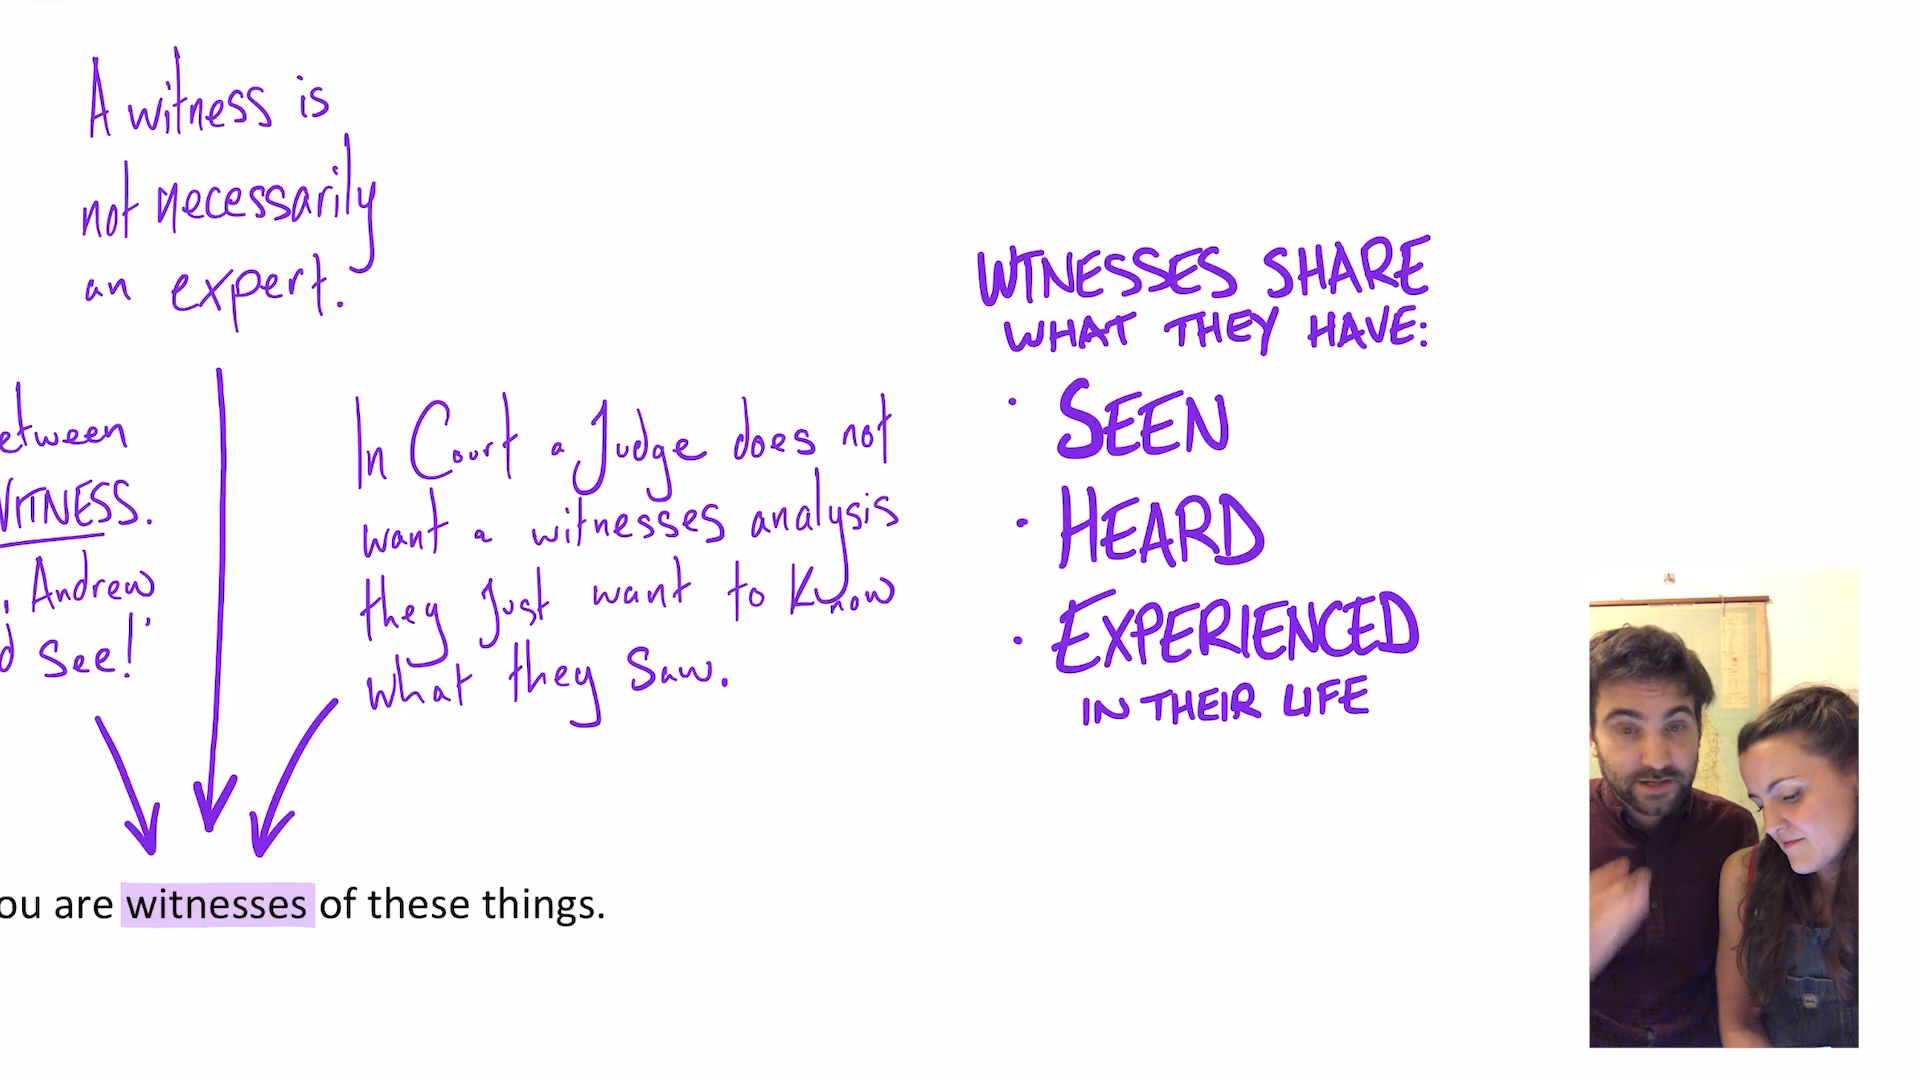 A witness is
not necessarily
an expert.
etween
WITNESS.
, Andrew
d see!'
In Court a Judge does not
want a witnesses analysis
they just want to know
what they saw.
WITNESSES SHARE
WHAT THEY HAVE:
• SEEN
• HEARD
• EXPERIENCED
IN THEIR LIFE
ou are witnesses of these things.